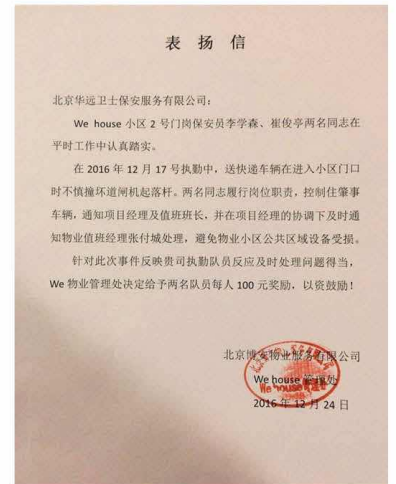 表 扬 信
北京华远卫士保安服务有限公司：
We house 小区 2 号门岗保安员李学森、崔俊亭两名同志在
平时工作中认真踏实。
在 2016 年 12 月 17 号执勤中，送快递车辆在进入小区门口
时不慎撞坏道闸机起落杆。两名同志履行岗位职责，控制住肇事
车辆，通知项目经理及值班班长，并在项目经理的协调下及时通
知物业值班经理张付城处理，避免物业小区公共区域设备受损。
针对此次事件反映贵司执勤队员反应及时处理问题得当，
We 物业管理处决定给予两名队员每人 100 元奖励，以资鼓励！
北京博 物业服务有限公司
We house 管理处
2016 年 12 月 24 日